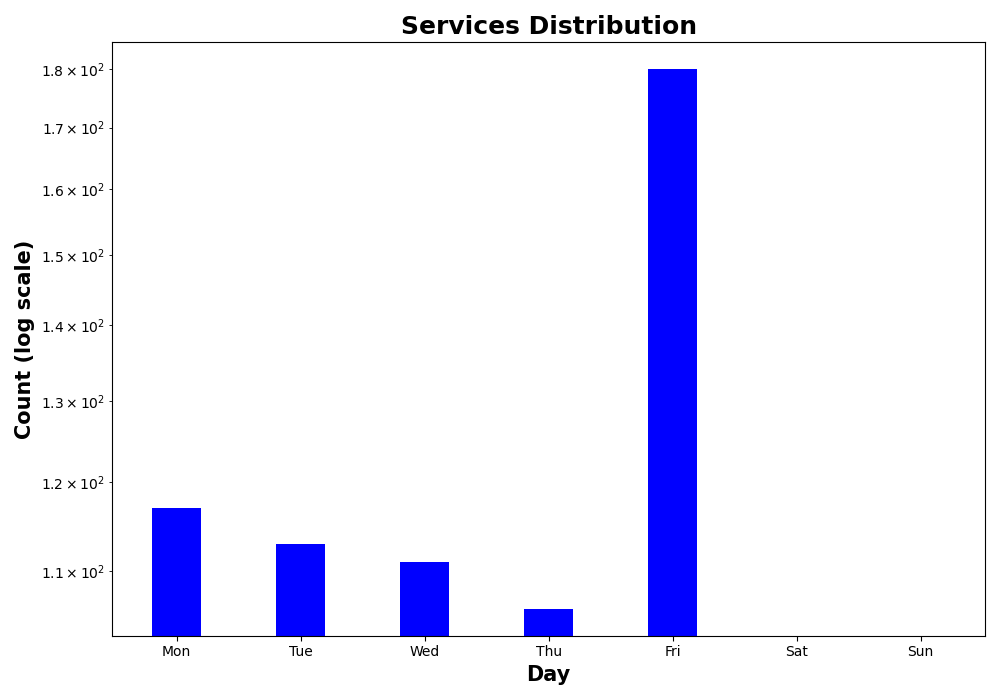 Services Distribution
Count (log scale)
1.8 × 10²
1.7 × 10²
1.6 × 10²
1.5 × 10²
1.4 × 10²
1.3 × 10²
1.2 × 10²
1.1 × 10²
Mon Tue Wed Thu Fri Sat Sun
Day